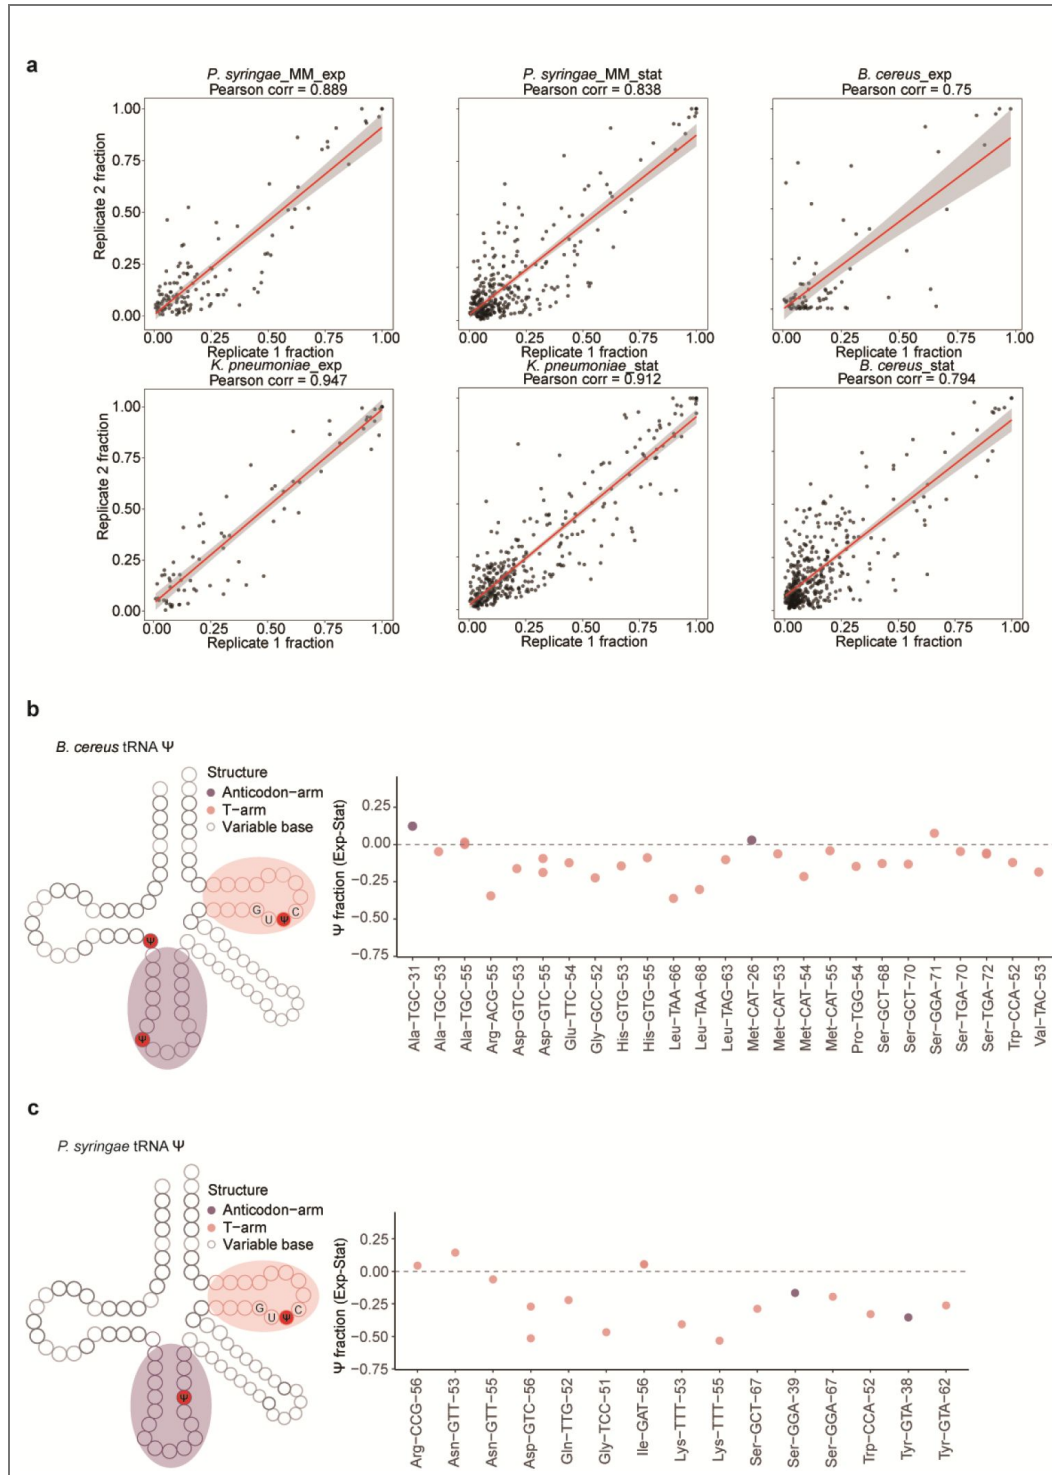 a
P. syringae_MM_exp
Pearson corr = 0.889
P. syringae_MM_stat
Pearson corr = 0.838
B. cereus_exp
Pearson corr = 0.75
Replicate 2 fraction
1.00
0.75
0.50
0.25
0.00
0.00 0.25 0.50 0.75 1.00
0.00 0.25 0.50 0.75 1.00
0.00 0.25 0.50 0.75 1.00
Replicate 1 fraction
Replicate 1 fraction
Replicate 1 fraction
K. pneumoniae_exp
Pearson corr = 0.947
K. pneumoniae_stat
Pearson corr = 0.912
B. cereus_stat
Pearson corr = 0.794
Replicate 2 fraction
1.00
0.75
0.50
0.25
0.00
0.00 0.25 0.50 0.75 1.00
0.00 0.25 0.50 0.75 1.00
0.00 0.25 0.50 0.75 1.00
Replicate 1 fraction
Replicate 1 fraction
Replicate 1 fraction
b
B. cereus tRNA Ψ
Structure
Anticodon-arm
T-arm
Variable base
G
U
Ψ
C
Ψ
Ψ
Ψ fraction (Exp-Stat)
0.25
0.00
−0.25
−0.50
−0.75
Ala-TGC-31
Ala-TGC-53
Ala-TGC-55
Arg-ACG-55
Asp-GTC-53
Asp-GTC-55
Glu-TTC-54
Gly-GCC-52
His-GTG-53
His-GTG-55
Leu-TAA-66
Leu-TAA-68
Leu-TAG-63
Met-CAT-26
Met-CAT-53
Met-CAT-54
Met-CAT-55
Pro-TGG-54
Ser-GCT-68
Ser-GCT-70
Ser-GGA-71
Ser-TGA-70
Ser-TGA-72
Trp-CCA-52
Val-TAC-53
c
P. syringae tRNA Ψ
Structure
Anticodon-arm
T-arm
Variable base
G
U
Ψ
C
Ψ
Ψ fraction (Exp-Stat)
0.25
0.00
−0.25
−0.50
−0.75
Arg-CCG-56
Asn-GTT-53
Asn-GTT-55
Asp-GTC-56
Gln-TTG-52
Gly-TCC-51
Ile-GAT-56
Lys-TTT-53
Lys-TTT-55
Ser-GCT-67
Ser-GGA-39
Ser-GGA-67
Trp-CCA-52
Tyr-GTA-38
Tyr-GTA-62